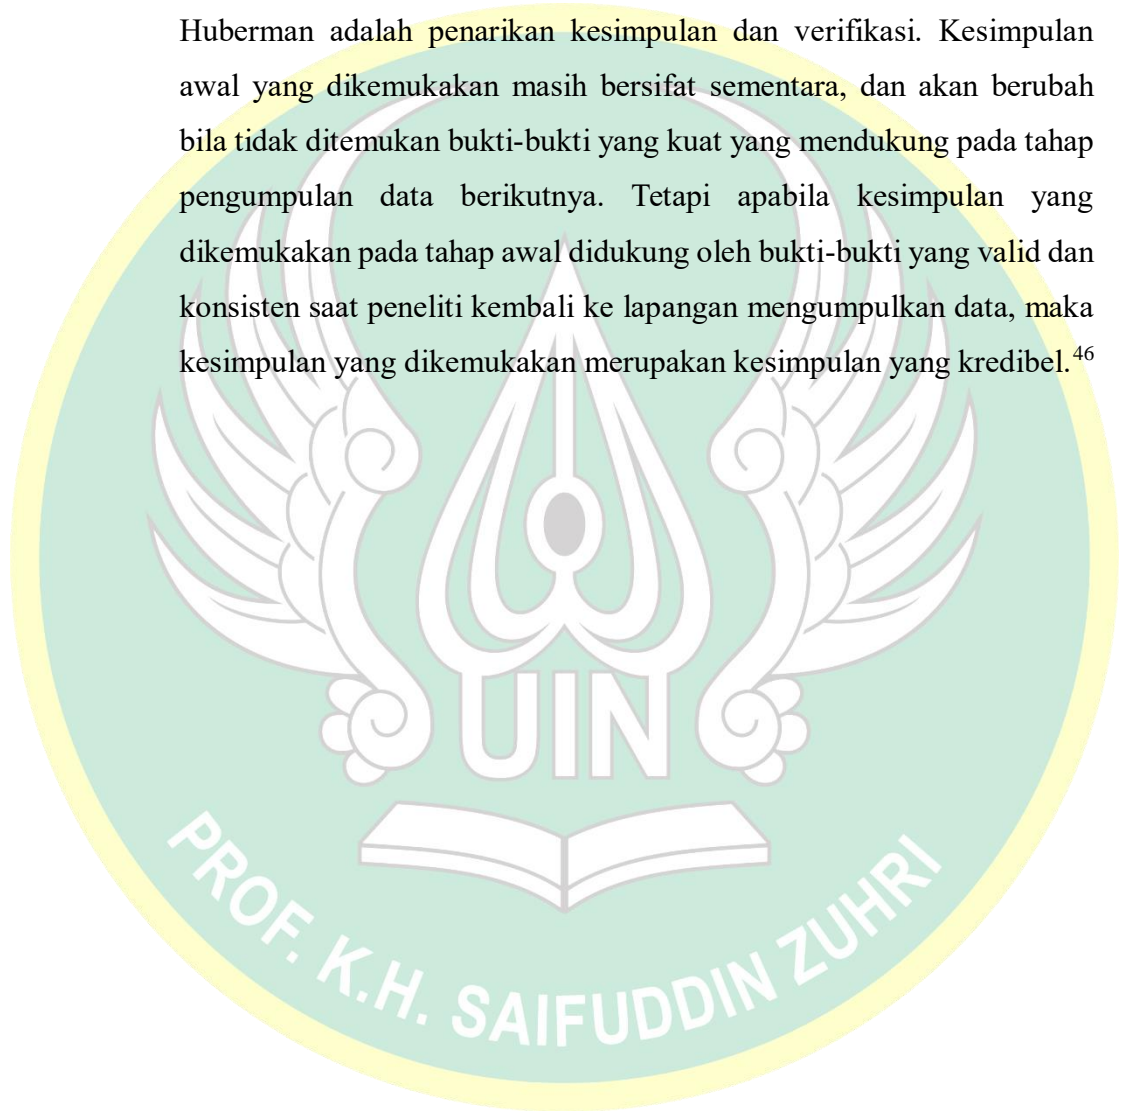 Huberman adalah penarikan kesimpulan dan verifikasi. Kesimpulan
awal yang dikemukakan masih bersifat sementara, dan akan berubah
bila tidak ditemukan bukti-bukti yang kuat yang mendukung pada tahap
pengumpulan data berikutnya. Tetapi apabila kesimpulan yang
dikemukakan pada tahap awal didukung oleh bukti-bukti yang valid dan
konsisten saat peneliti kembali ke lapangan mengumpulkan data, maka
kesimpulan yang dikemukakan merupakan kesimpulan yang kredibel.46
UIN
PROF. K.H. SAIFUDDIN ZUHRI